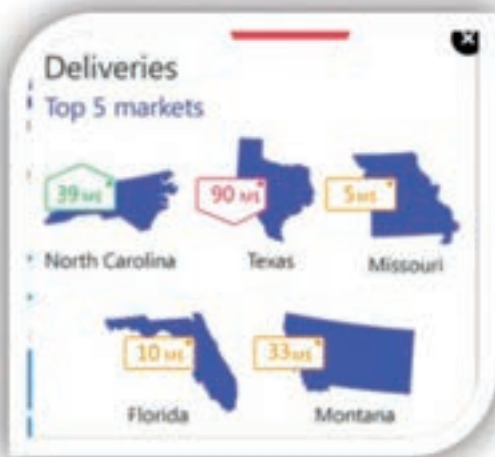 Deliveries
Top 5 markets
39 M$
90 M$
5 M$
North Carolina
Texas
Missouri
10 M$
33 M$
Florida
Montana